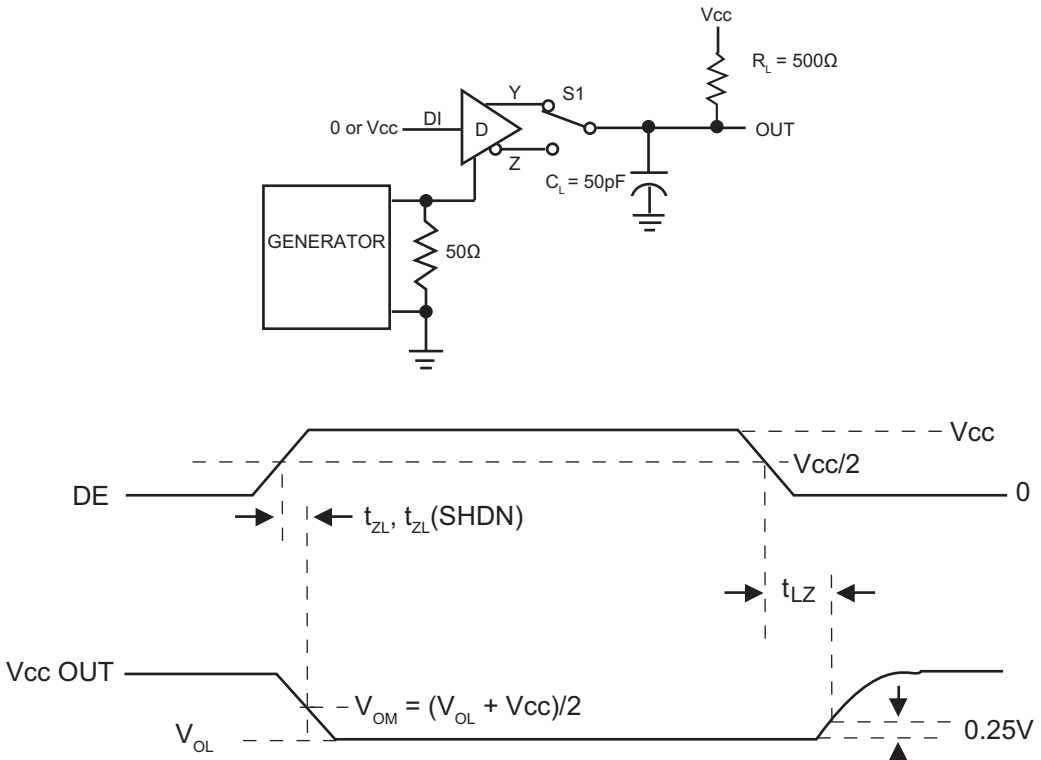 Vcc
R_L = 500Ω
Y
S1
0 or Vcc
DI
D
OUT
Z
C_L = 50pF
GENERATOR
50Ω
Vcc
Vcc/2
DE
0
t_ZL, t_ZL(SHDN)
t_LZ
Vcc OUT
V_OM = (V_OL + Vcc)/2
V_OL
0.25V